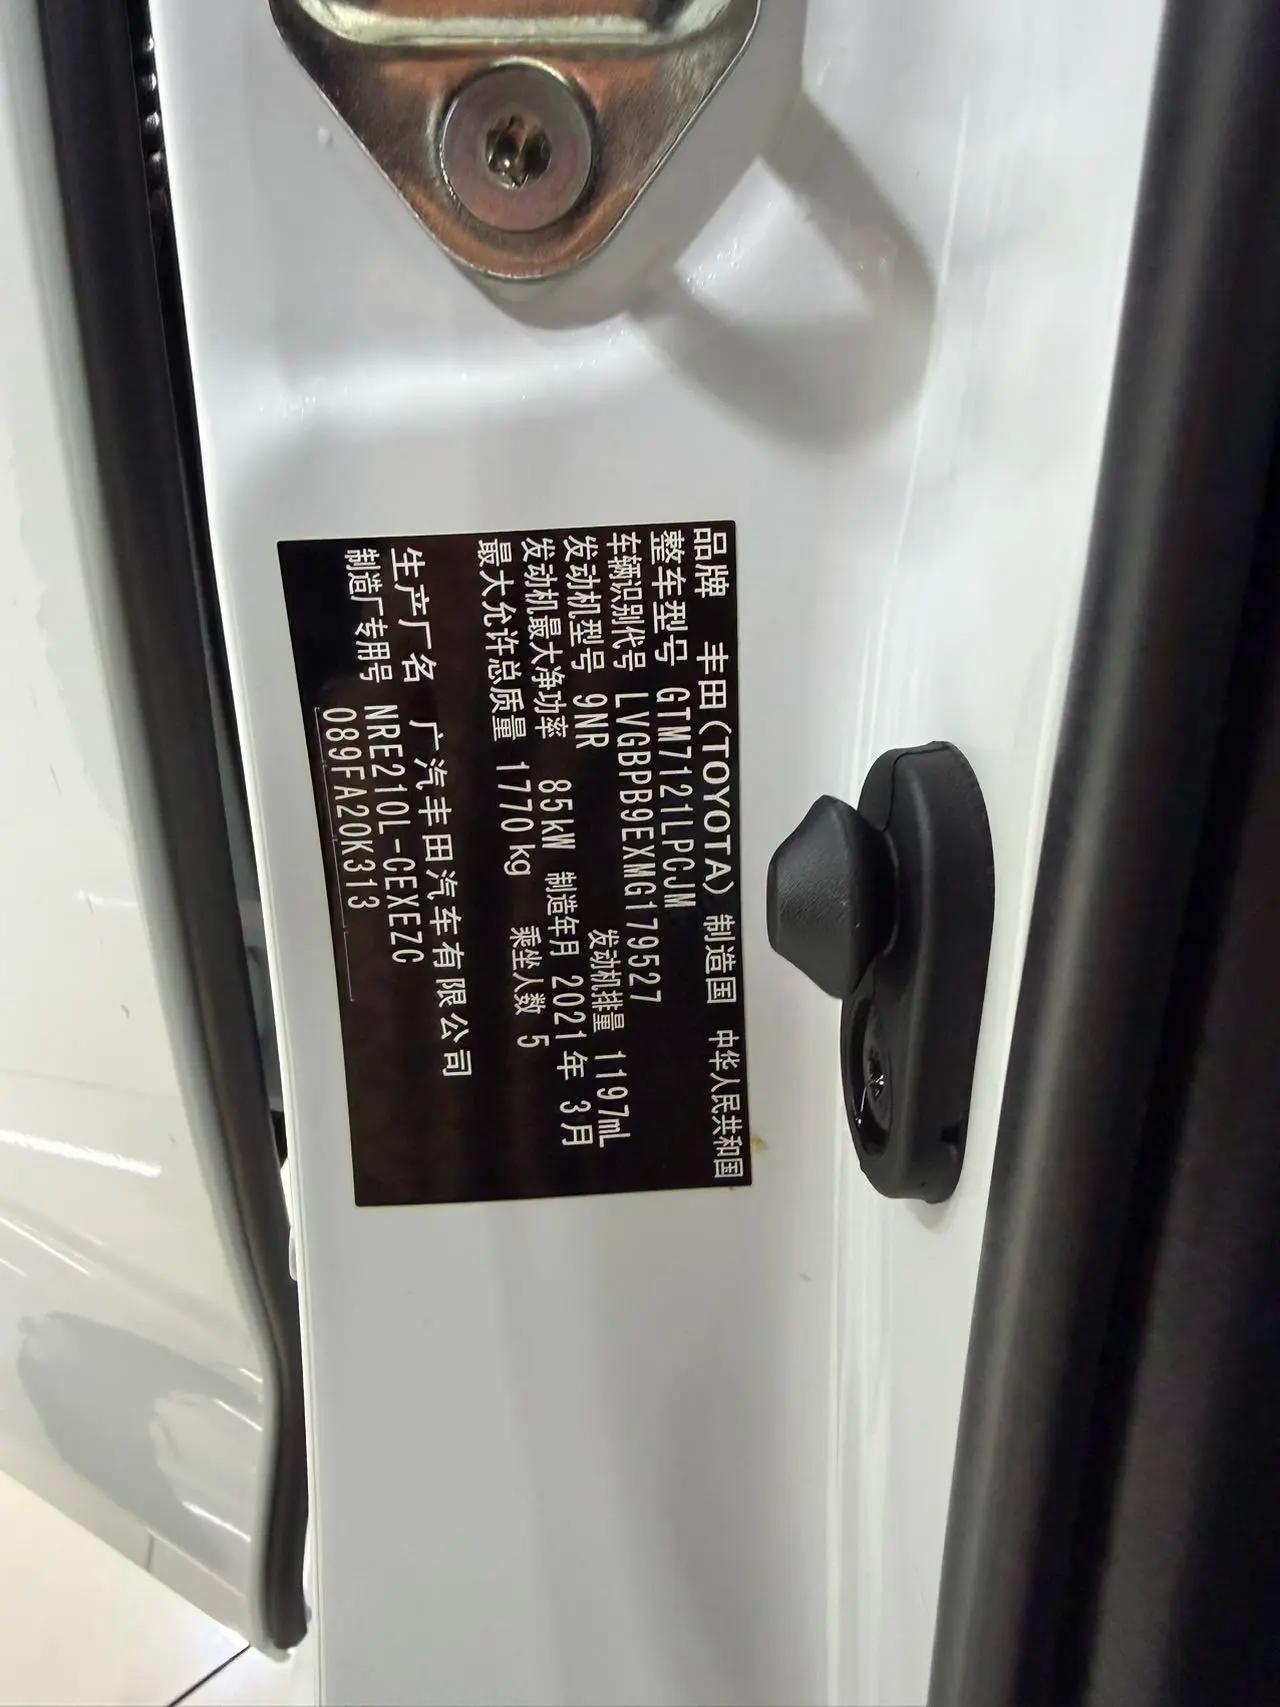 品牌 丰田(TOYOTA) 制造国 中华人民共和国
整车型号 GTM7121LPCJM
车辆识别代号 LVGBPB9EXMG179527
发动机型号 9NR 发动机排量 1197mL
发动机最大净功率 85kW 制造年月 2021年 3月
最大允许总质量 1770kg 乘坐人数 5
生产厂名 广汽丰田汽车有限公司
制造厂专用号 NRE210L-CEXEZC
089FA20K313